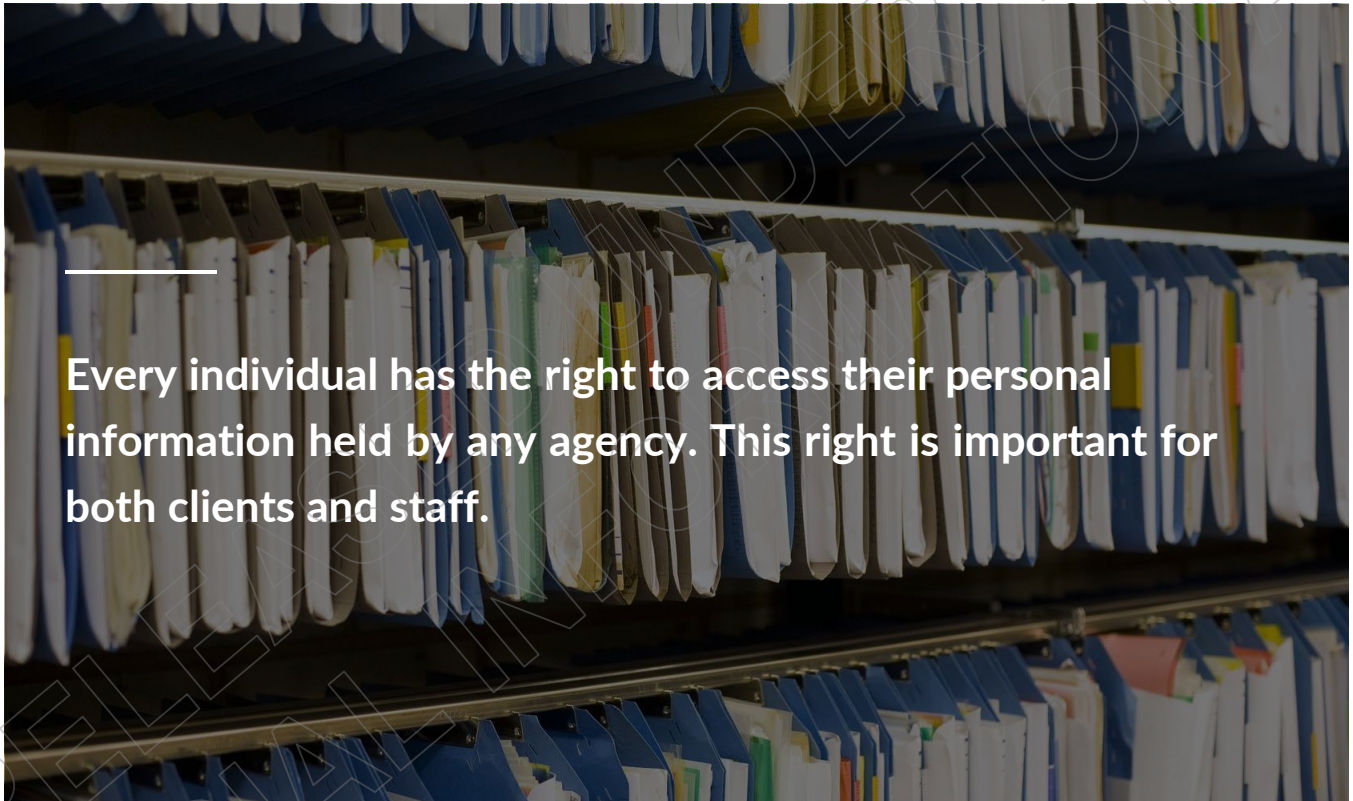 Every individual has the right to access their personal
information held by any agency. This right is important for
both clients and staff.